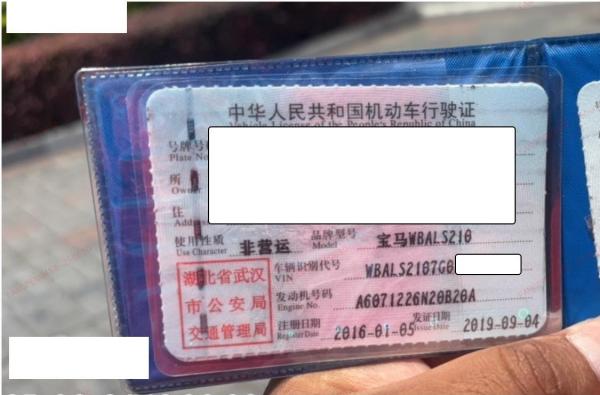 中华人民共和国机动车行驶证
Vehicle License of the People's Republic of China
号牌号
Plate No
所
Owner
住
Address
使用性质 非营运 品牌型号 宝马WBALS210
Use Character Model
湖北省武汉 车辆识别代号 WBALS2107G0
VIN
市公安局 发动机号码 A6071226N20B20A
Engine No.
交通管理局 注册日期 2016-01-05 发证日期 2019-09-04
Register Date Issue Date